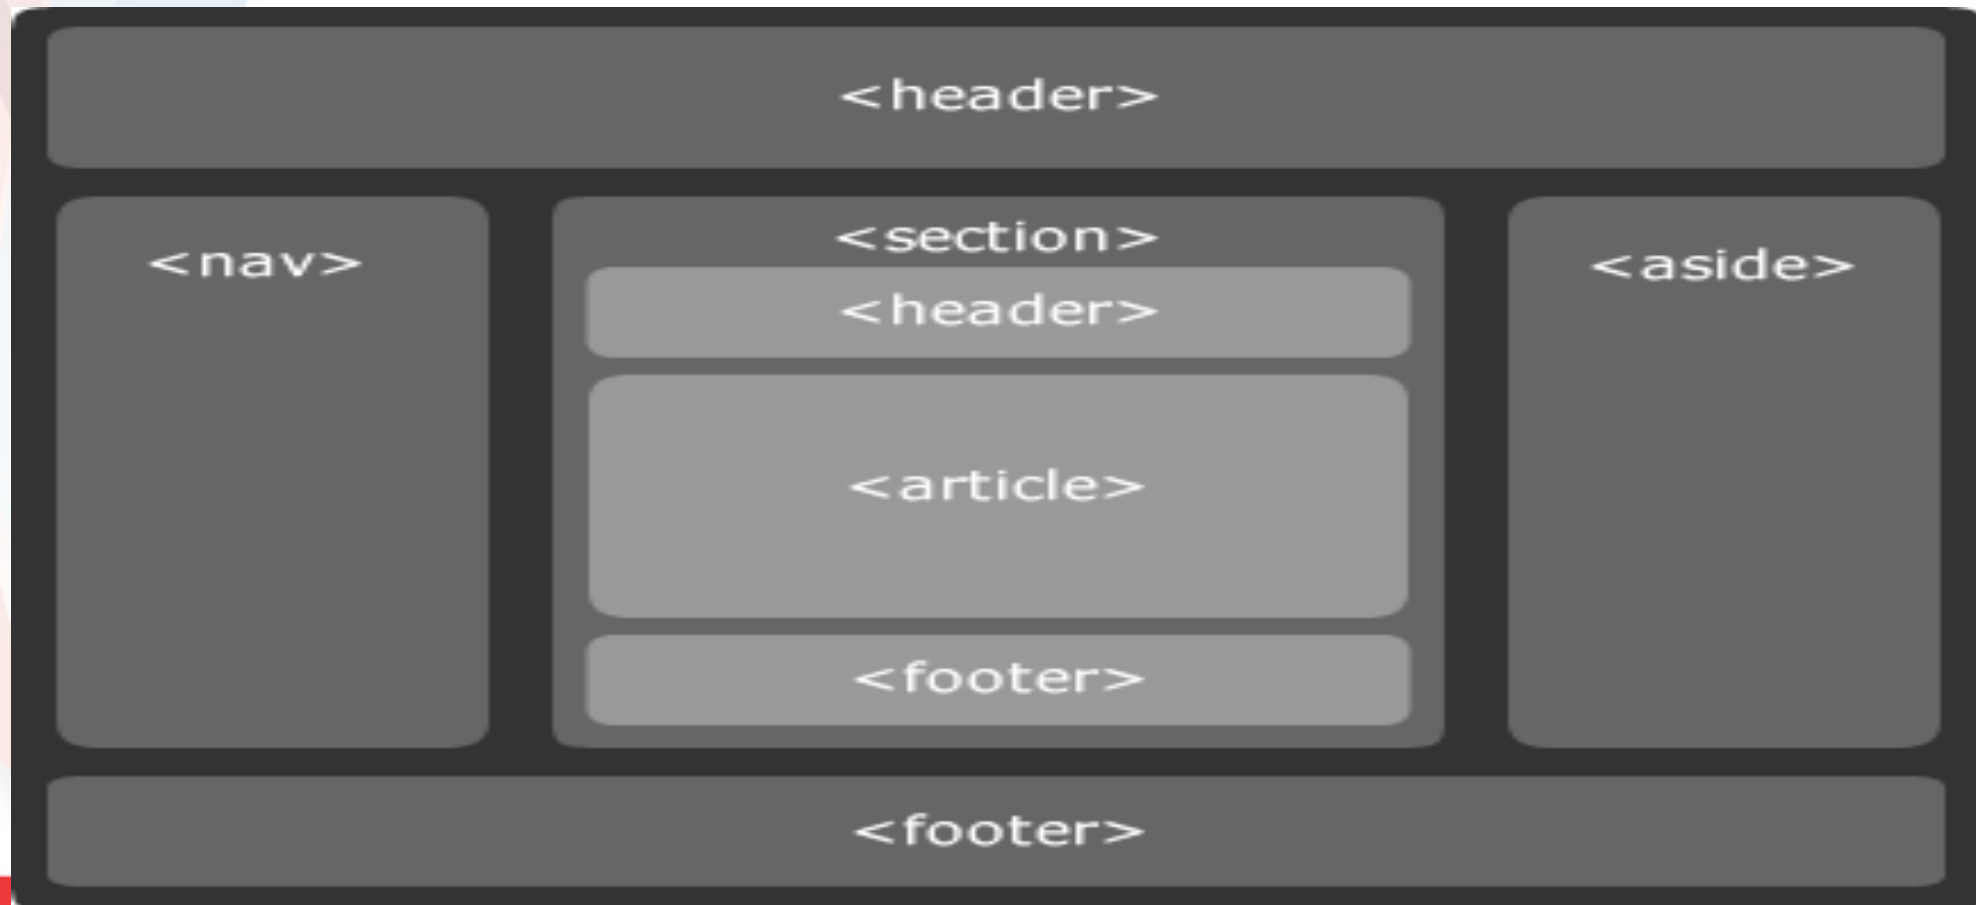 <header>
<nav>
<section>
<header>
<article>
<footer>
<aside>
<footer>